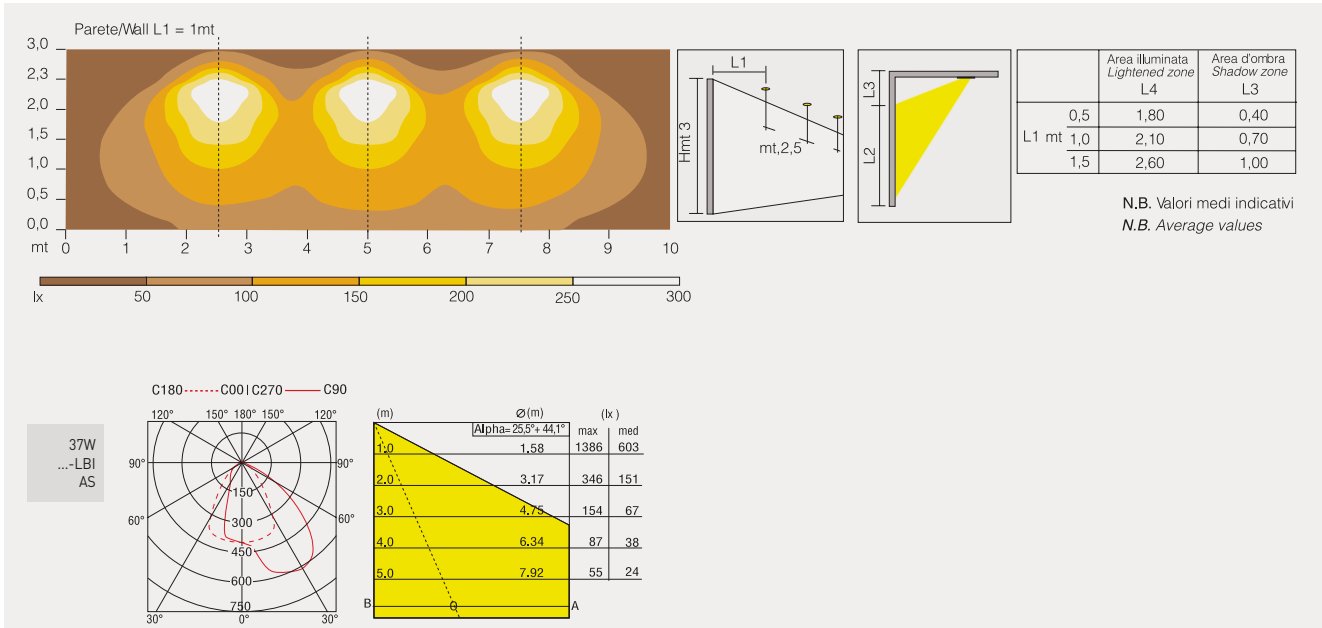 Parete/Wall L1 = 1mt
3,0
2,3
2,0
1,5
1,0
0,5
0,0
mt 0 1 2 3 4 5 6 7 8 9 10
lx 50 100 150 200 250 300
L1
Hmt 3
mt,2,5
L3
L2
Area illuminata Area d'ombra
Lightened zone Shadow zone
L4 L3
0,5 1,80 0,40
L1 mt 1,0 2,10 0,70
1,5 2,60 1,00
N.B. Valori medi indicativi
N.B. Average values
37W
...-LBI
AS
C180 C00 | C270 C90
120° 150° 180° 150° 120°
90° 90°
150
300
60° 60°
450
600
750
30° 0° 30°
(m) Ø(m) (lx)
Alpha=25,5°+44,1° max med
1.0 1.58 1386 603
2.0 3.17 346 151
3.0 4.75 154 67
4.0 6.34 87 38
5.0 7.92 55 24
B Q A